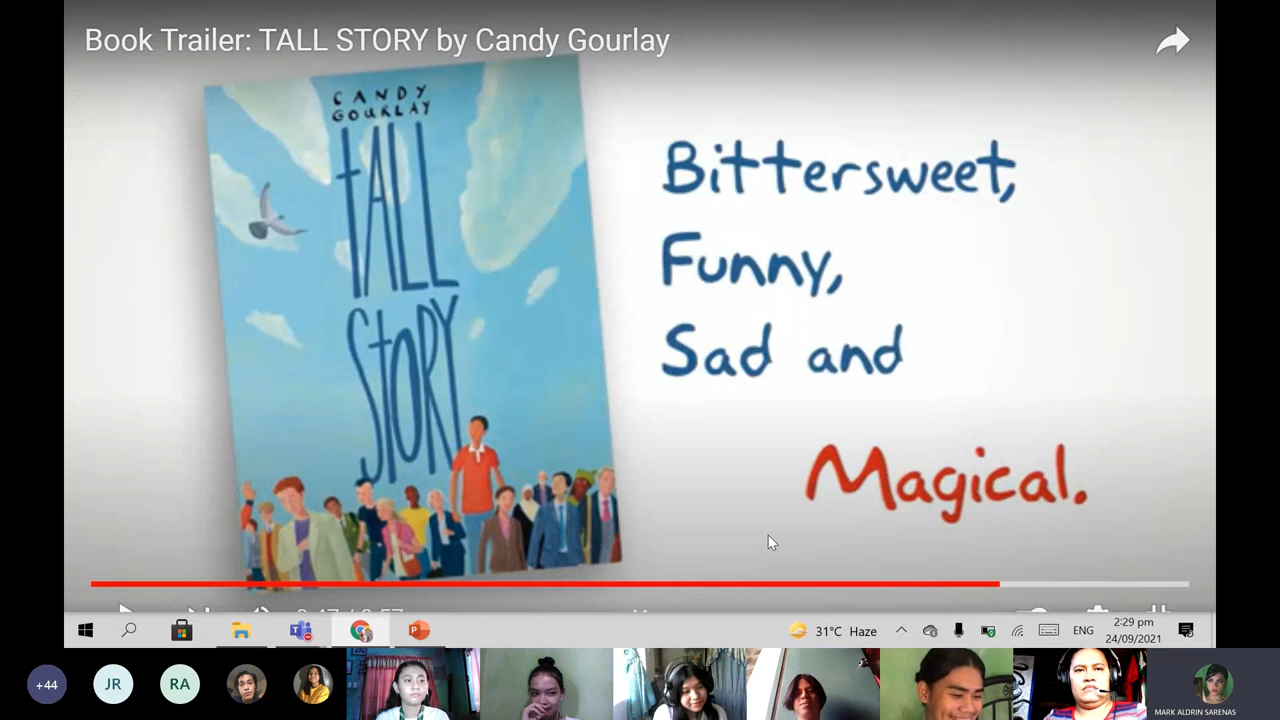 Book Trailer: TALL STORY by Candy Gourlay
CANDY
GOURLAY
tALL
StORY
Bittersweet,
Funny,
Sad and
Magical.
31°C Haze
ENG
2:29 pm
24/09/2021
+44
JR
RA
MARK ALDRIN SARENAS